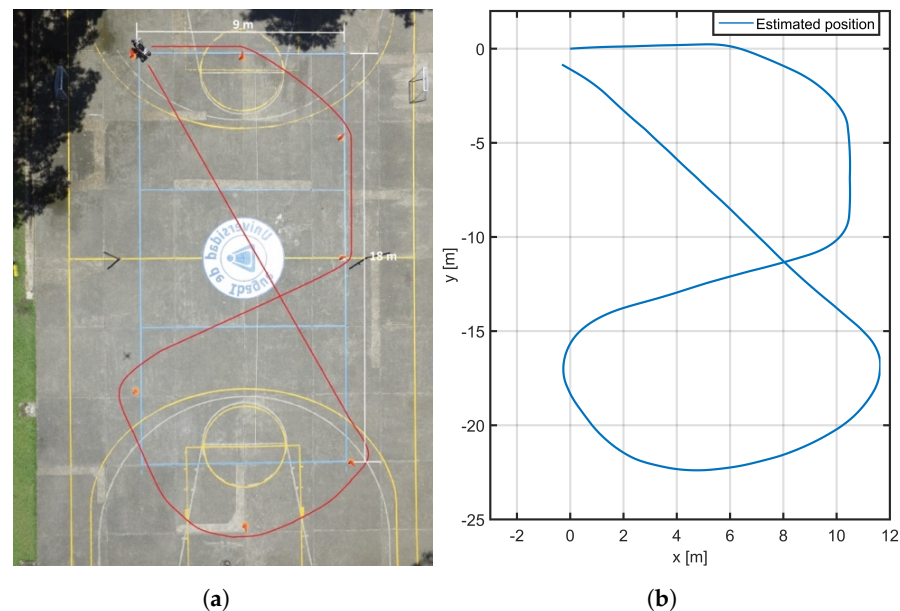 9 m
Universidad
de Ibagué
18 m
(a)
Estimated position
0
-5
-10
-15
-20
-25
y [m]
-2 0 2 4 6 8 10 12
x [m]
(b)